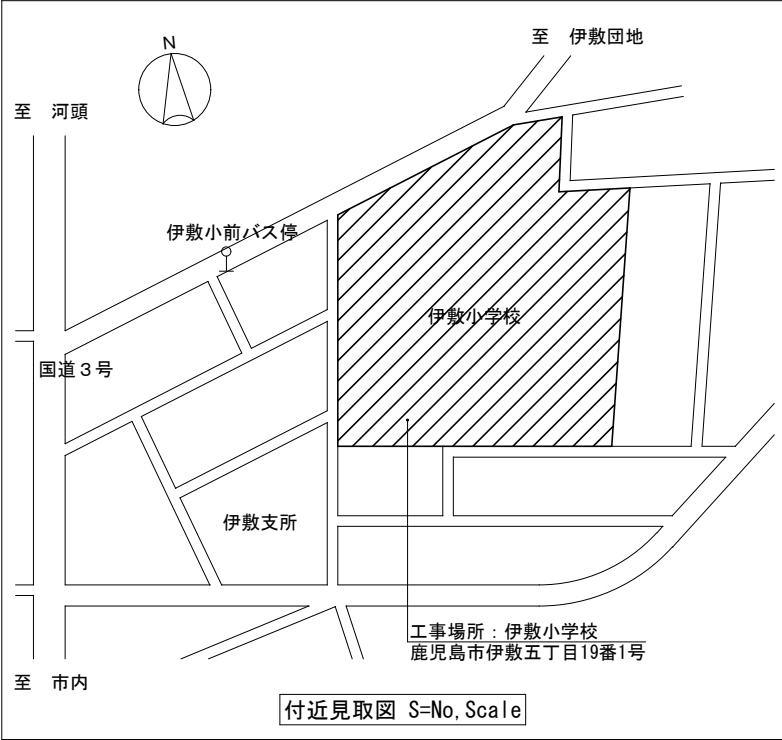 至　伊敷団地
N
至　河頭
伊敷小前バス停
伊敷小学校
国道３号
伊敷支所
工事場所：伊敷小学校
鹿児島市伊敷五丁目19番1号
至　市内
付近見取図 S=No,Scale